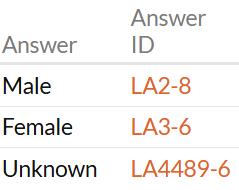 Answer Answer ID
Male LA2-8
Female LA3-6
Unknown LA4489-6